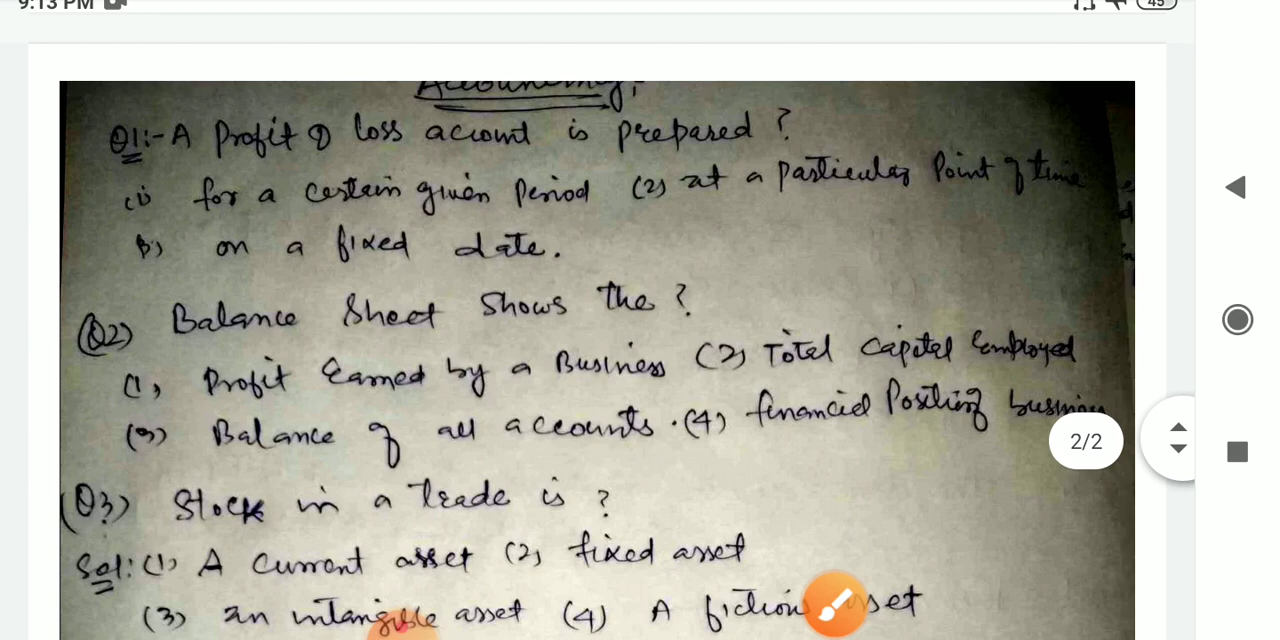 9:13 PM
45
Accounting:
Q1:- A Profit & loss account is prepared ?
(i) for a certain given Period (2) at a particular Point of time
(3) on a fixed date.
(Q2) Balance Sheet Shows the ?
(1) Profit Earned by a Business (2) Total Capital Employed
(3) Balance of all accounts. (4) financial Position of business
2/2
(Q3) Stock in a trade is ?
Sol: (1) A Current asset (2) fixed asset
(3) an intangible asset (4) A asset